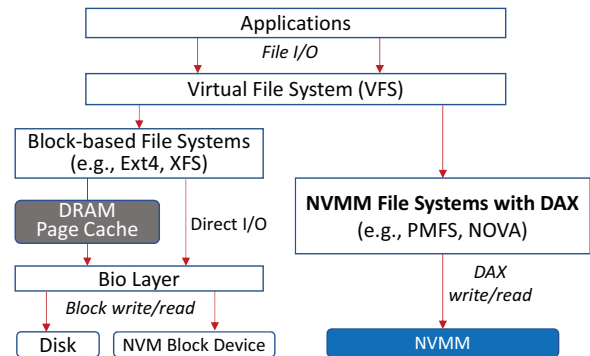 Applications
File I/O
Virtual File System (VFS)
Block-based File Systems
(e.g., Ext4, XFS)
DRAM
Page Cache
Direct I/O
Bio Layer
Block write/read
Disk
NVM Block Device
NVMM File Systems with DAX
(e.g., PMFS, NOVA)
DAX
write/read
NVMM